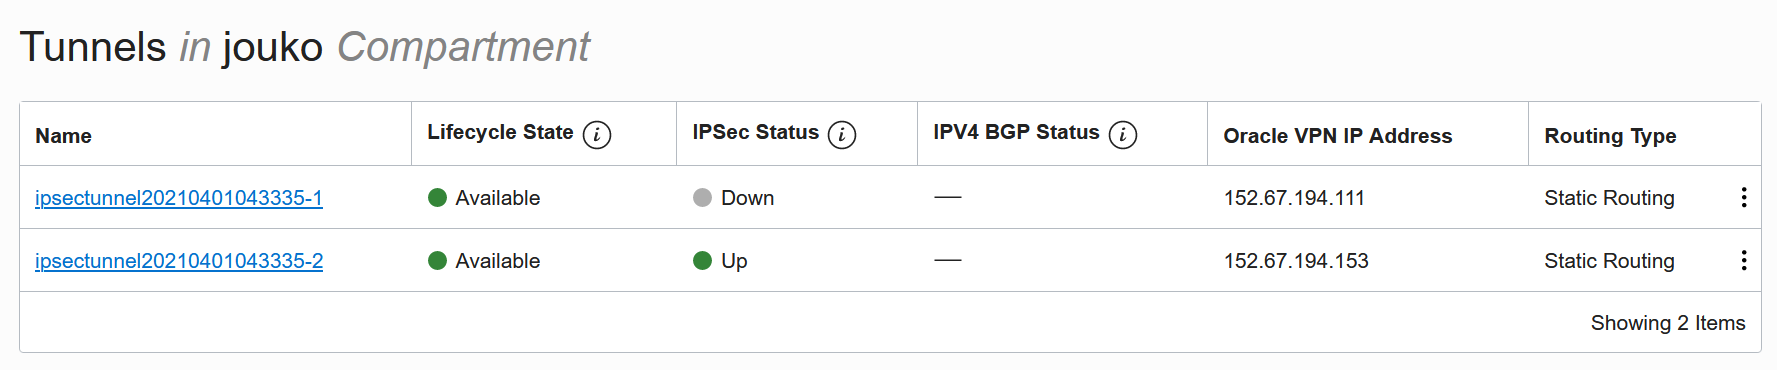 Tunnels in jouko Compartment
Name Lifecycle State i IPSec Status i IPV4 BGP Status i Oracle VPN IP Address Routing Type
ipsectunnel20210401043335-1 Available Down — 152.67.194.111 Static Routing
ipsectunnel20210401043335-2 Available Up — 152.67.194.153 Static Routing
Showing 2 Items